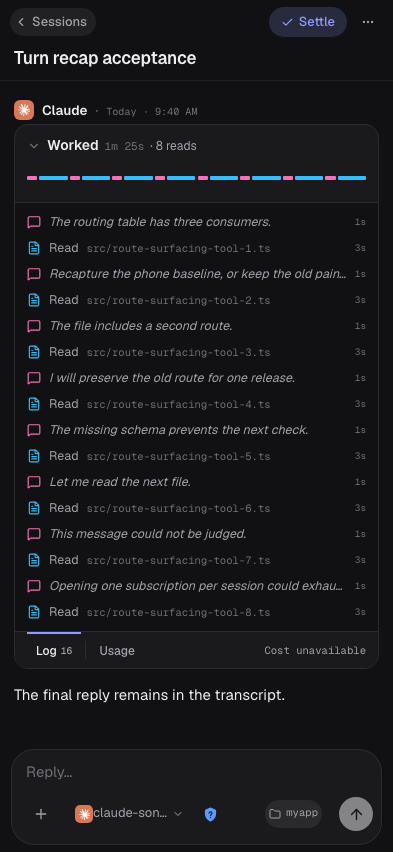 Sessions
Settle
Turn recap acceptance
Claude · Today · 9:40 AM
Worked 1m 25s · 8 reads
The routing table has three consumers. 1s
Read src/route-surfacing-tool-1.ts 3s
Recapture the phone baseline, or keep the old pain... 1s
Read src/route-surfacing-tool-2.ts 3s
The file includes a second route. 1s
Read src/route-surfacing-tool-3.ts 3s
I will preserve the old route for one release. 1s
Read src/route-surfacing-tool-4.ts 3s
The missing schema prevents the next check. 1s
Read src/route-surfacing-tool-5.ts 3s
Let me read the next file. 1s
Read src/route-surfacing-tool-6.ts 3s
This message could not be judged. 1s
Read src/route-surfacing-tool-7.ts 3s
Opening one subscription per session could exhau... 1s
Read src/route-surfacing-tool-8.ts 3s
Log 16 Usage Cost unavailable
The final reply remains in the transcript.
Reply...
claude-son... myapp